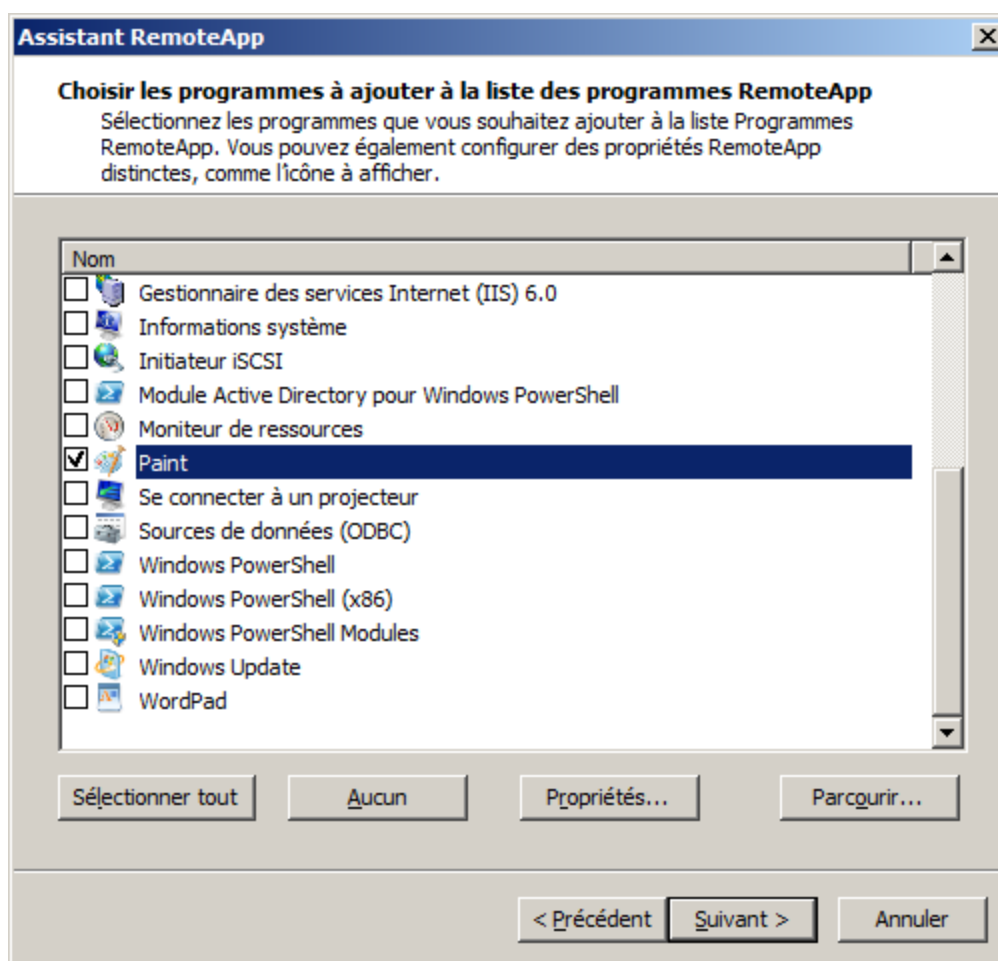 Assistant RemoteApp
Choisir les programmes à ajouter à la liste des programmes RemoteApp
Sélectionnez les programmes que vous souhaitez ajouter à la liste Programmes
RemoteApp. Vous pouvez également configurer des propriétés RemoteApp
distinctes, comme l'icône à afficher.
Nom
Gestionnaire des services Internet (IIS) 6.0
Informations système
Initiateur iSCSI
Module Active Directory pour Windows PowerShell
Moniteur de ressources
Paint
Se connecter à un projecteur
Sources de données (ODBC)
Windows PowerShell
Windows PowerShell (x86)
Windows PowerShell Modules
Windows Update
WordPad
Sélectionner tout Aucun Propriétés... Parcourir...
< Précédent Suivant > Annuler